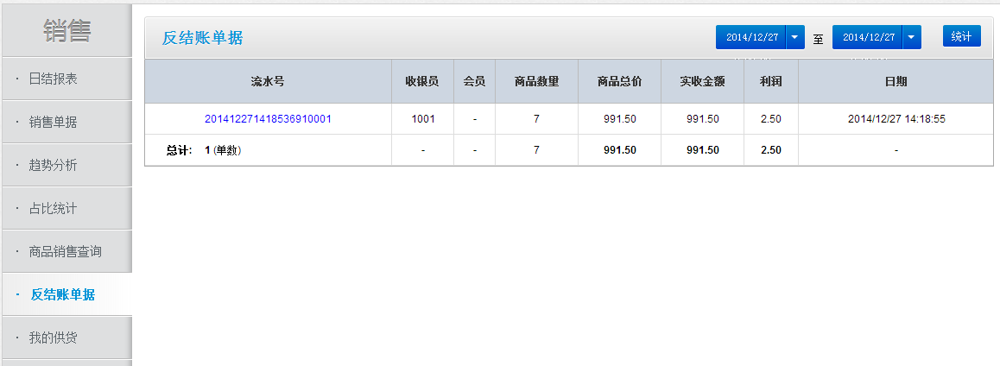 销售
· 日结报表
· 销售单据
· 趋势分析
· 占比统计
· 商品销售查询
· 反结账单据
· 我的供货
反结账单据 2014/12/27 至 2014/12/27 统计
流水号 收银员 会员 商品数量 商品总价 实收金额 利润 日期
201412271418536910001 1001 - 7 991.50 991.50 2.50 2014/12/27 14:18:55
总计: 1 (单数) - - 7 991.50 991.50 2.50 -